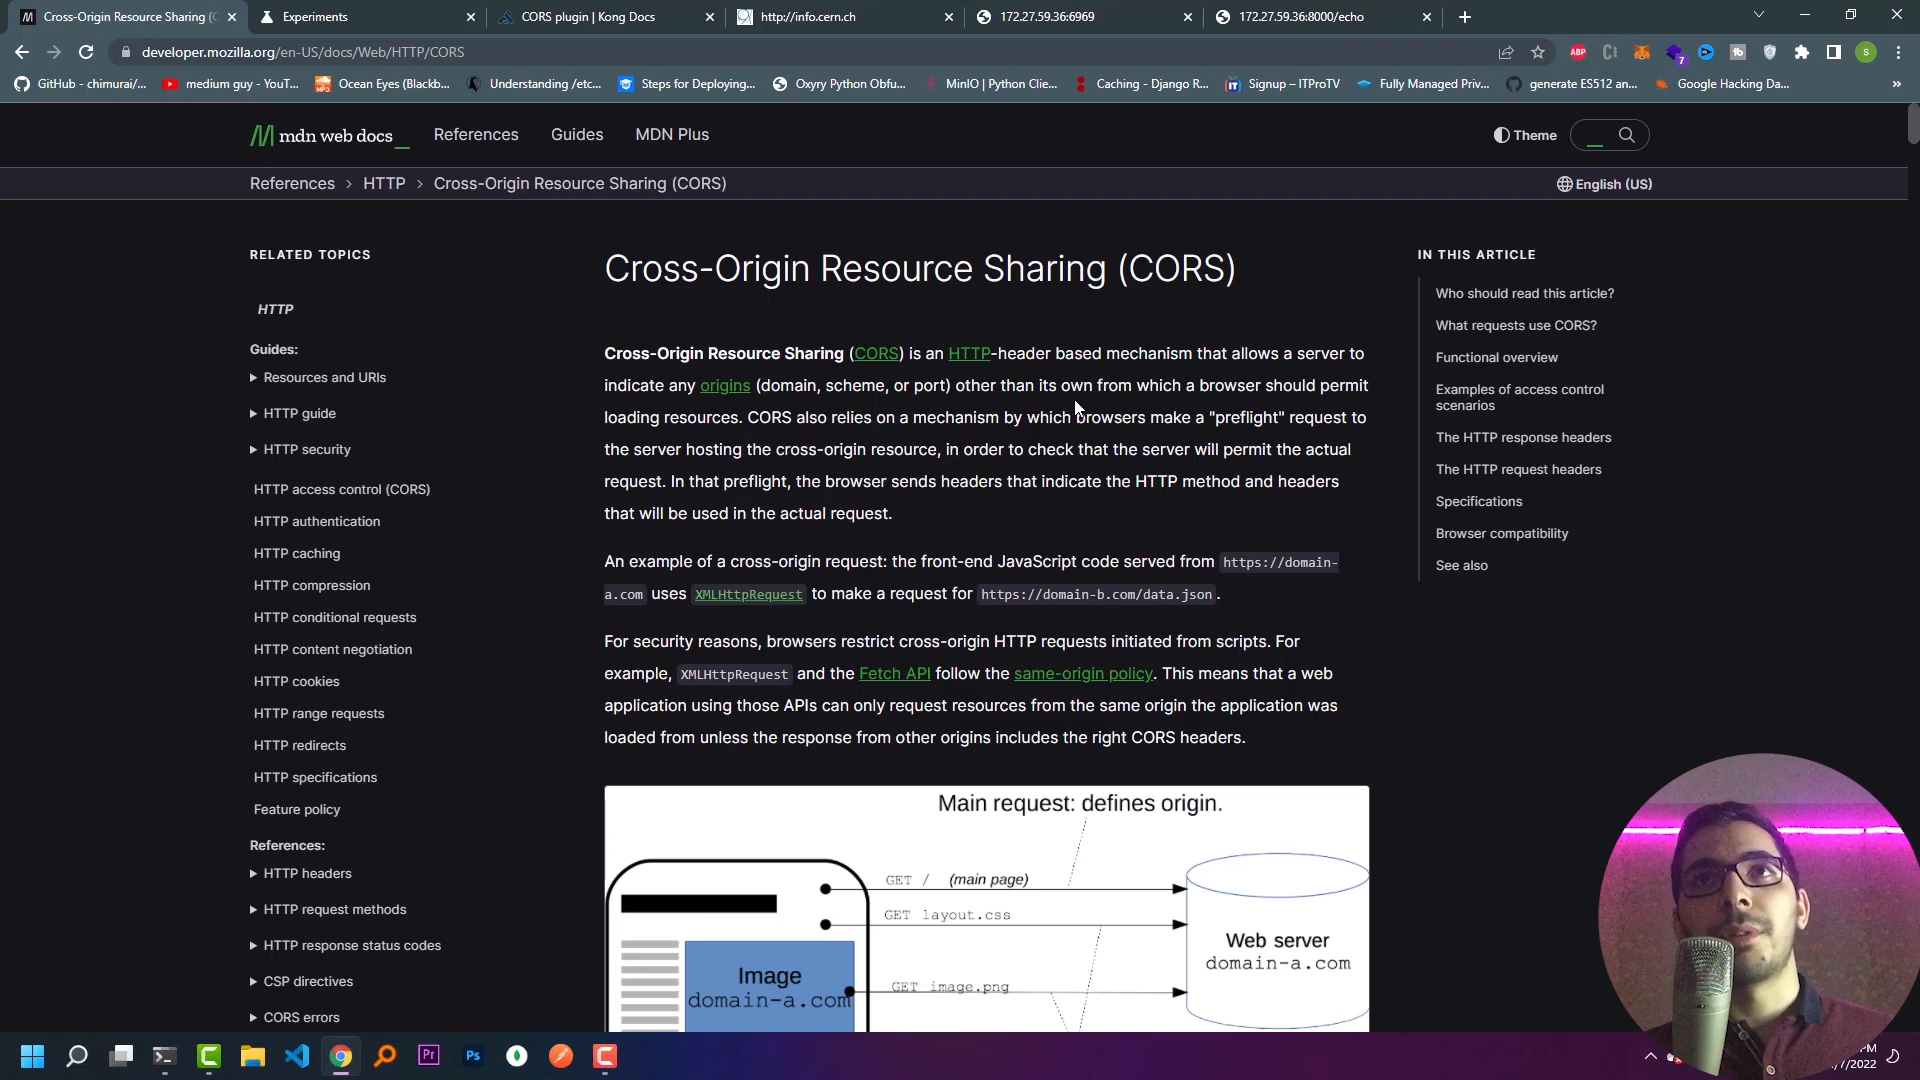 Cross-Origin Resource Sharing (C
Experiments
CORS plugin | Kong Docs
http://info.cern.ch
172.27.59.36:6969
172.27.59.36:8000/echo
developer.mozilla.org/en-US/docs/Web/HTTP/CORS
ABP
7
S
GitHub - chimurai/...
medium guy - YouT...
Ocean Eyes (Blackb...
Understanding /etc...
Steps for Deploying...
Oxyry Python Obfu...
MinIO | Python Clie...
Caching - Django R...
Signup – ITProTV
Fully Managed Priv...
generate ES512 an...
Google Hacking Da...
mdn web docs_
References
Guides
MDN Plus
Theme
References > HTTP > Cross-Origin Resource Sharing (CORS)
English (US)
RELATED TOPICS
HTTP
Guides:
Resources and URIs
HTTP guide
HTTP security
HTTP access control (CORS)
HTTP authentication
HTTP caching
HTTP compression
HTTP conditional requests
HTTP content negotiation
HTTP cookies
HTTP range requests
HTTP redirects
HTTP specifications
Feature policy
References:
HTTP headers
HTTP request methods
HTTP response status codes
CSP directives
CORS errors
Cross-Origin Resource Sharing (CORS)
Cross-Origin Resource Sharing (CORS) is an HTTP-header based mechanism that allows a server to
indicate any origins (domain, scheme, or port) other than its own from which a browser should permit
loading resources. CORS also relies on a mechanism by which browsers make a "preflight" request to
the server hosting the cross-origin resource, in order to check that the server will permit the actual
request. In that preflight, the browser sends headers that indicate the HTTP method and headers
that will be used in the actual request.
An example of a cross-origin request: the front-end JavaScript code served from https://domain-
a.com uses XMLHttpRequest to make a request for https://domain-b.com/data.json.
For security reasons, browsers restrict cross-origin HTTP requests initiated from scripts. For
example, XMLHttpRequest and the Fetch API follow the same-origin policy. This means that a web
application using those APIs can only request resources from the same origin the application was
loaded from unless the response from other origins includes the right CORS headers.
Main request: defines origin.
GET / (main page)
GET layout.css
GET image.png
Image
domain-a.com
Web server
domain-a.com
IN THIS ARTICLE
Who should read this article?
What requests use CORS?
Functional overview
Examples of access control
scenarios
The HTTP response headers
The HTTP request headers
Specifications
Browser compatibility
See also
Pr
Ps
PM
/7/2022